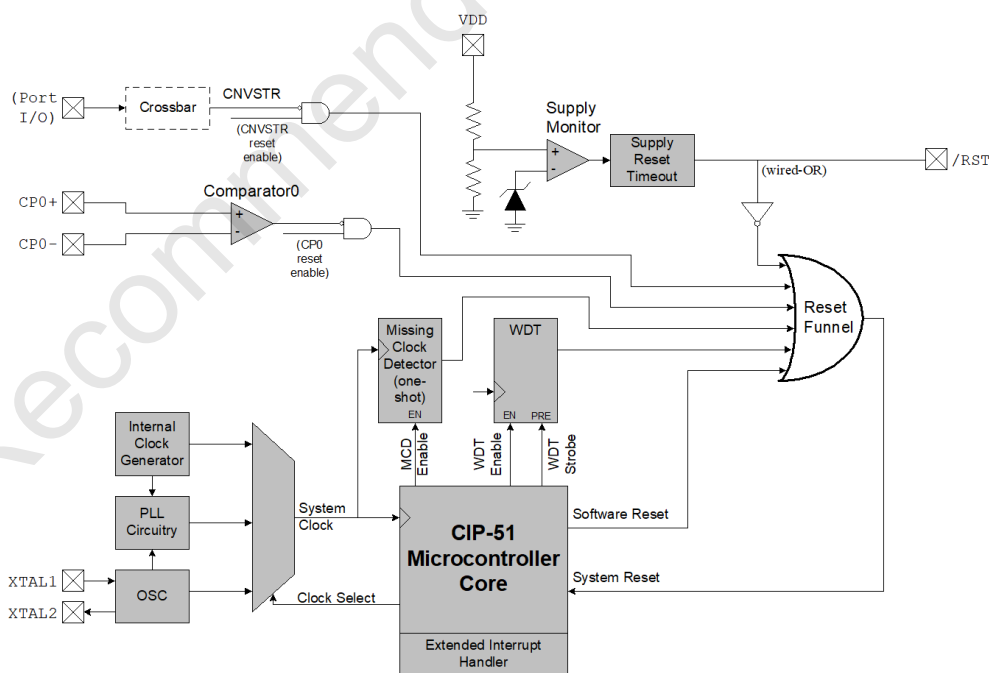 VDD
(Port
I/O)
Crossbar
CNVSTR
(CNVSTR
reset
enable)
Supply
Monitor
+
-
Supply
Reset
Timeout
(wired-OR)
/RST
CP0+
CP0-
Comparator0
+
-
(CP0
reset
enable)
Reset
Funnel
Missing
Clock
Detector
(one-
shot)
EN
WDT
EN
PRE
MCD
Enable
WDT
Enable
WDT
Strobe
Internal
Clock
Generator
PLL
Circuitry
OSC
XTAL1
XTAL2
System
Clock
Clock Select
CIP-51
Microcontroller
Core
Software Reset
System Reset
Extended Interrupt
Handler